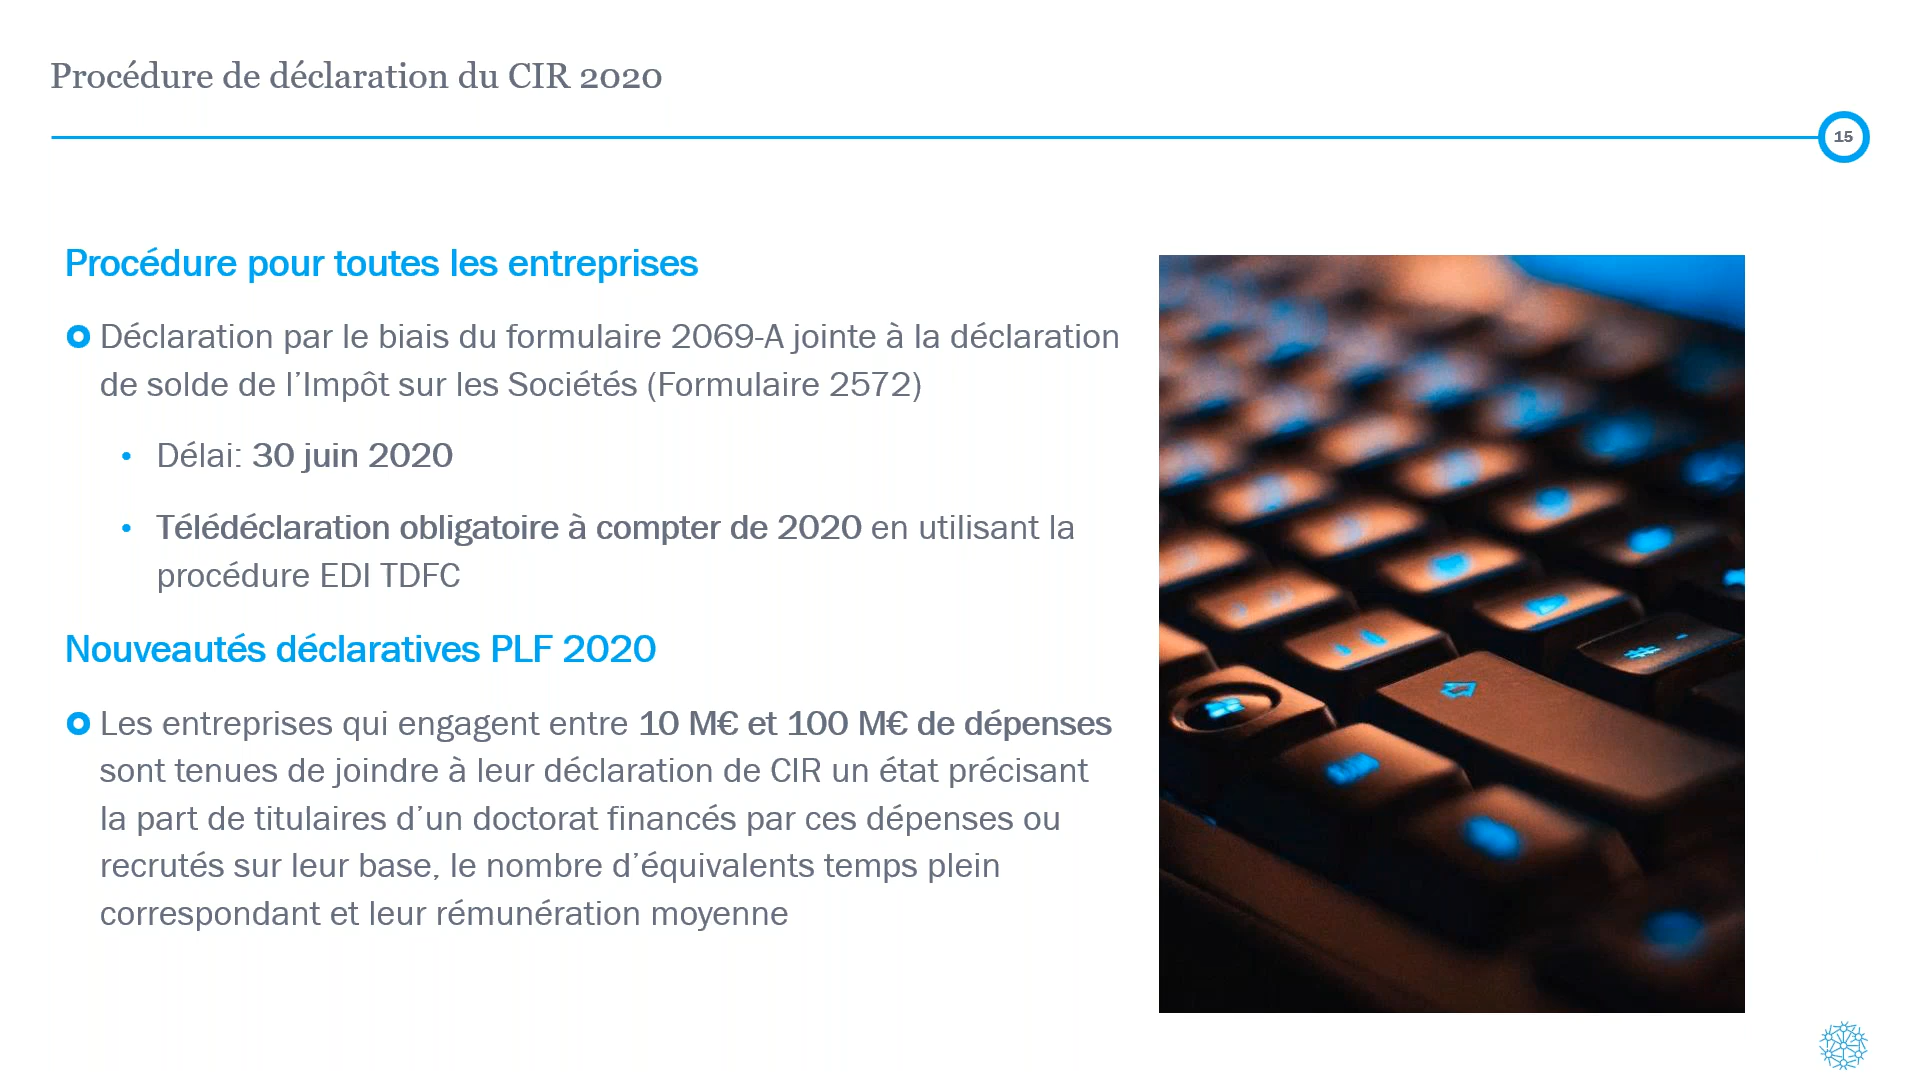 Procédure de déclaration du CIR 2020
15
Procédure pour toutes les entreprises
Déclaration par le biais du formulaire 2069-A jointe à la déclaration
de solde de l’Impôt sur les Sociétés (Formulaire 2572)
• Délai: 30 juin 2020
• Télédéclaration obligatoire à compter de 2020 en utilisant la
procédure EDI TDFC
Nouveautés déclaratives PLF 2020
Les entreprises qui engagent entre 10 M€ et 100 M€ de dépenses
sont tenues de joindre à leur déclaration de CIR un état précisant
la part de titulaires d’un doctorat financés par ces dépenses ou
recrutés sur leur base, le nombre d’équivalents temps plein
correspondant et leur rémunération moyenne